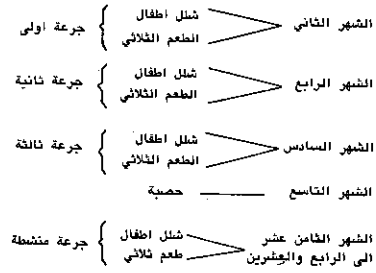 شلل اطفال
الشهر الثاني
جرعة اولى
الطعم الثلاثي
شلل اطفال
الشهر الرابع
جرعة ثانية
الطعم الثلاثي
شلل اطفال
الشهر السادس
جرعة ثالثة
الطعم الثلاثي
الشهر التاسع حصبة
الشهر الثامن عشر
الى الرابع والعشرين
شلل اطفال
طعم ثلاثي
جرعة منشطة